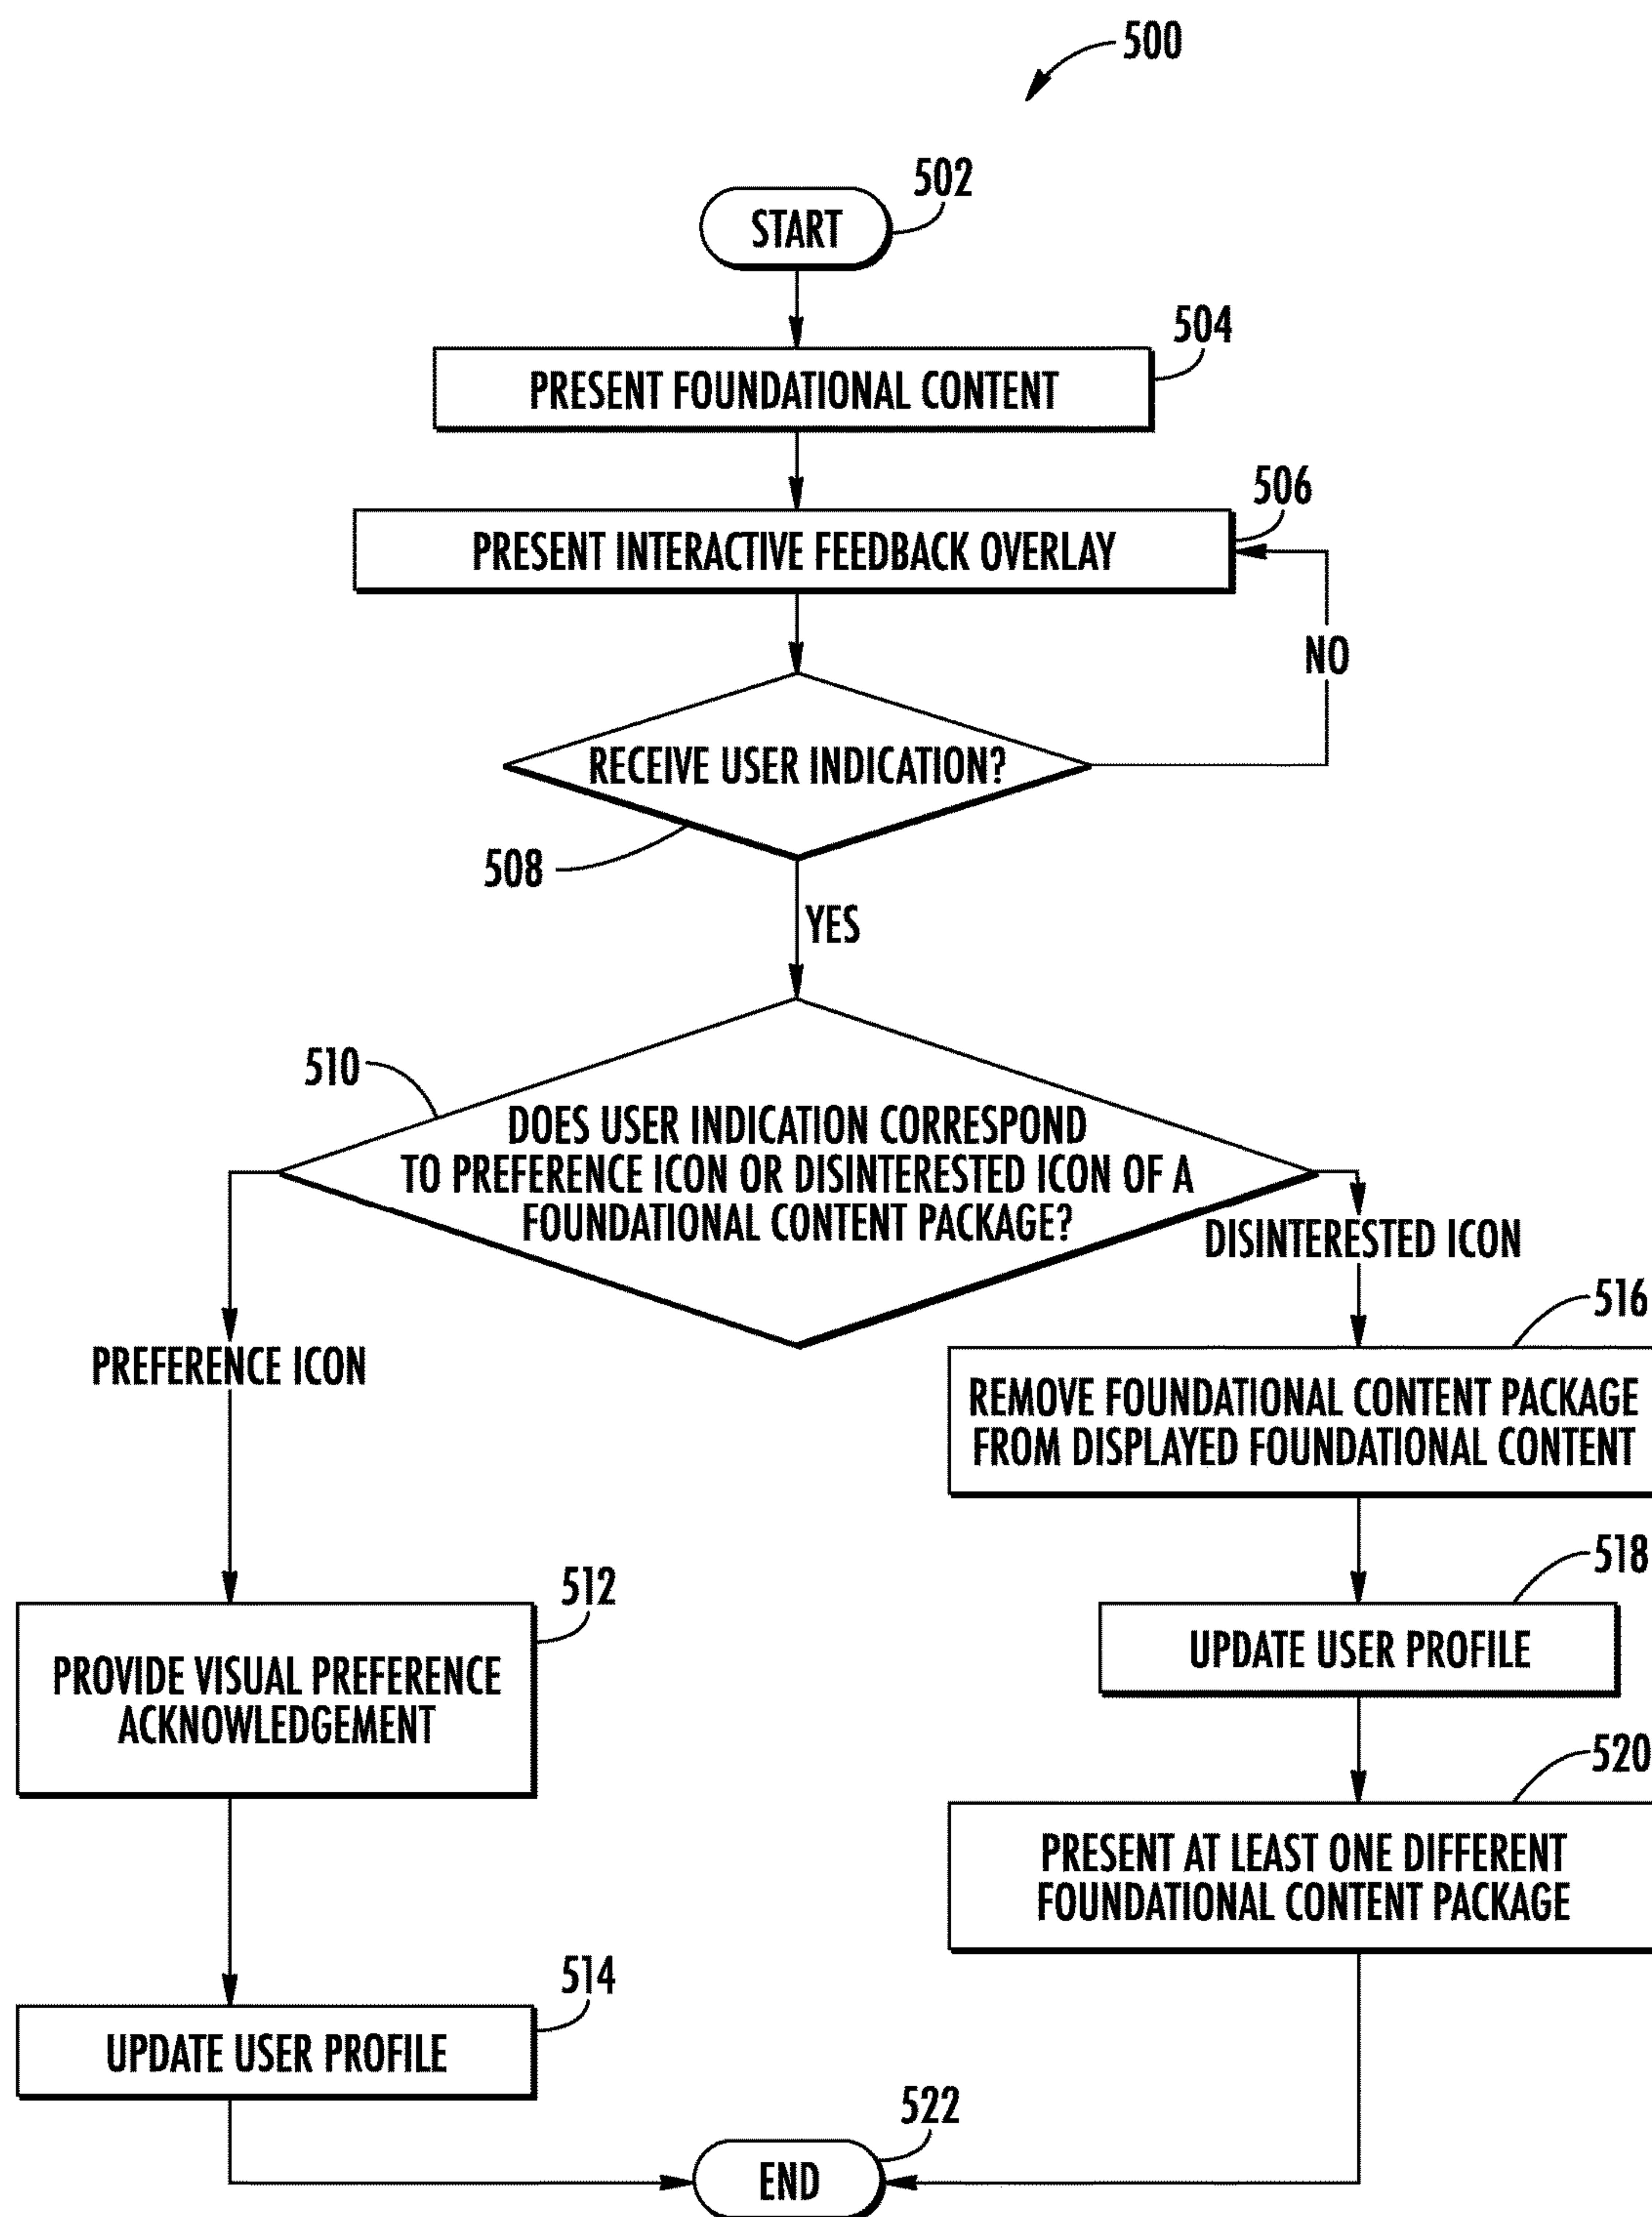 500
502
START
504
PRESENT FOUNDATIONAL CONTENT
506
PRESENT INTERACTIVE FEEDBACK OVERLAY
NO
RECEIVE USER INDICATION?
508
YES
510
DOES USER INDICATION CORRESPOND
TO PREFERENCE ICON OR DISINTERESTED ICON OF A
FOUNDATIONAL CONTENT PACKAGE?
DISINTERESTED ICON
516
PREFERENCE ICON
REMOVE FOUNDATIONAL CONTENT PACKAGE
FROM DISPLAYED FOUNDATIONAL CONTENT
518
512
UPDATE USER PROFILE
PROVIDE VISUAL PREFERENCE
ACKNOWLEDGEMENT
520
PRESENT AT LEAST ONE DIFFERENT
FOUNDATIONAL CONTENT PACKAGE
514
UPDATE USER PROFILE
522
END